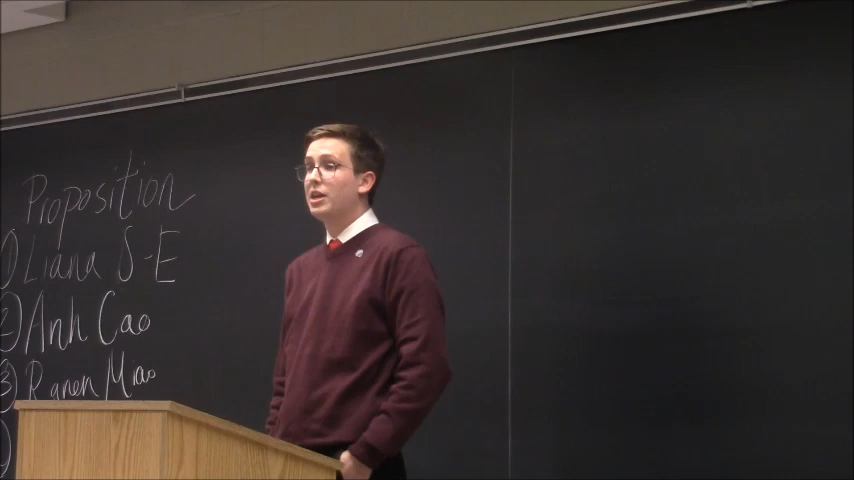 Proposition
① Liana S-E
② Anh Cao
③ Ranen Miao